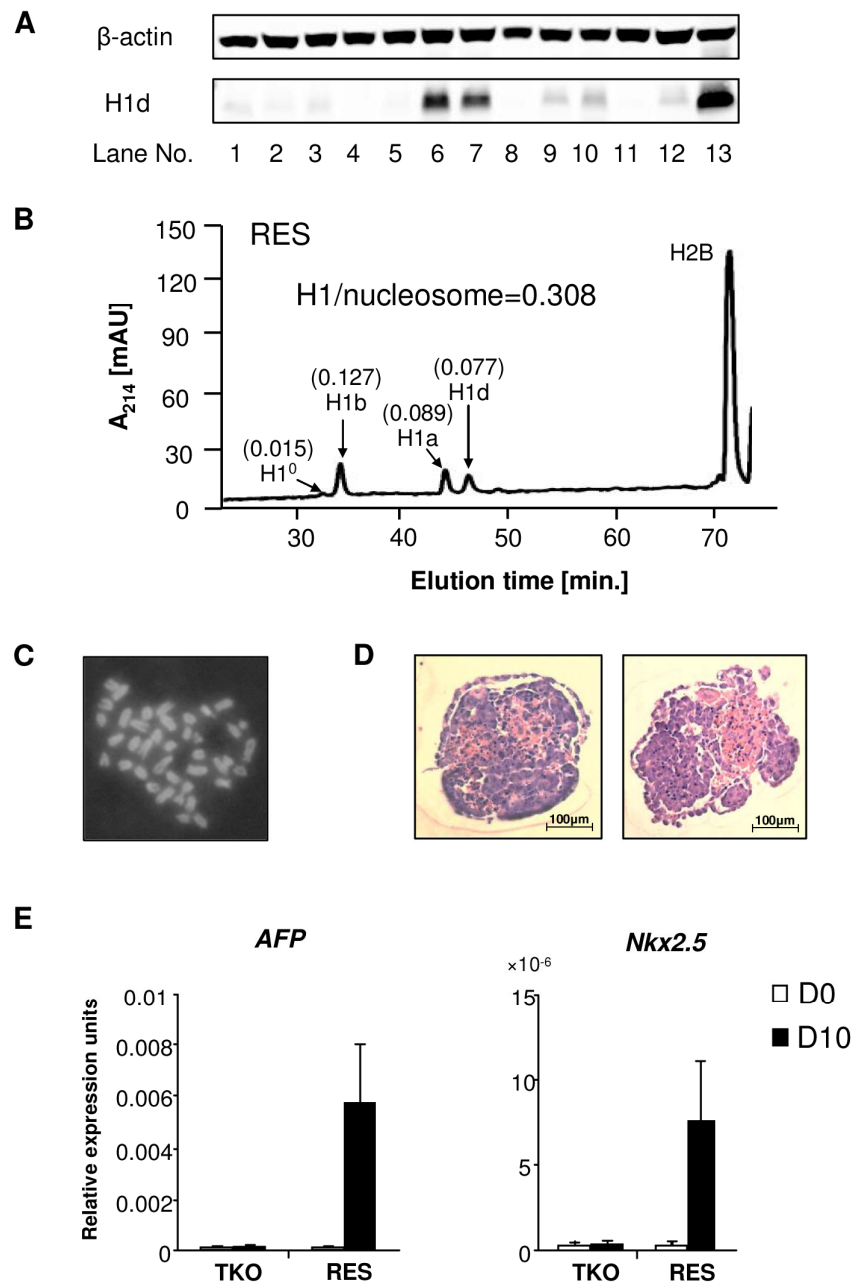 A
β-actin
H1d
Lane No. 1 2 3 4 5 6 7 8 9 10 11 12 13
B
RES
H1/nucleosome=0.308
H2B
A214 [mAU]
150
120
90
60
30
0
(0.015)
H1⁰
(0.127)
H1b
(0.089)
H1a
(0.077)
H1d
30 40 50 60 70
Elution time [min.]
C
D
100µm
100µm
E
AFP
Relative expression units
0.01
0.008
0.006
0.004
0.002
0
TKO RES
Nkx2.5
×10⁻⁶
15
10
5
0
TKO RES
D0
D10